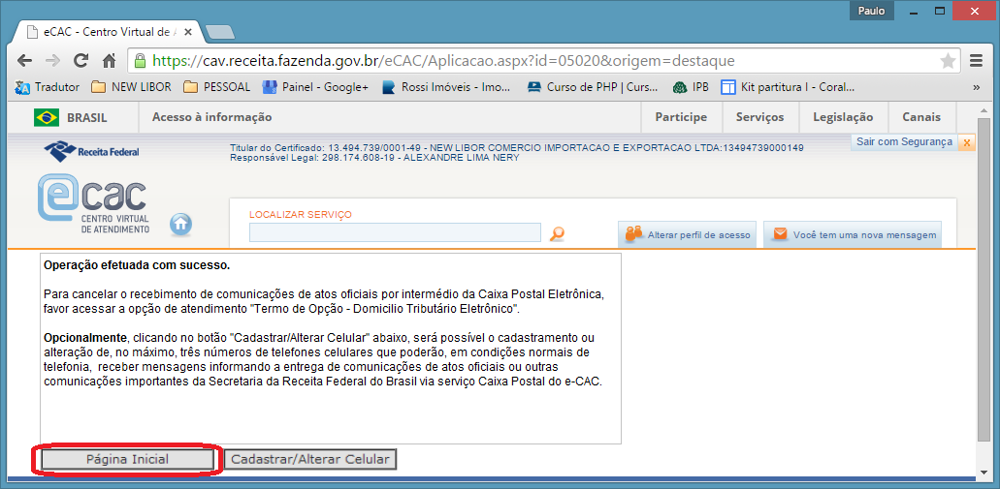 Paulo
eCAC - Centro Virtual de A
https://cav.receita.fazenda.gov.br/eCAC/Aplicacao.aspx?id=05020&origem=destaque
Tradutor NEW LIBOR PESSOAL Painel - Google+ Rossi Imóveis - Imo... Curso de PHP | Curs... IPB Kit partitura I - Coral... »
BRASIL Acesso à informação Participe Serviços Legislação Canais
Receita Federal
Titular do Certificado: 13.494.739/0001-49 - NEW LIBOR COMERCIO IMPORTACAO E EXPORTACAO LTDA:13494739000149
Responsável Legal: 298.174.608-19 - ALEXANDRE LIMA NERY
Sair com Segurança x
ecac
CENTRO VIRTUAL
DE ATENDIMENTO
LOCALIZAR SERVIÇO
Alterar perfil de acesso Você tem uma nova mensagem
Operação efetuada com sucesso.
Para cancelar o recebimento de comunicações de atos oficiais por intermédio da Caixa Postal Eletrônica,
favor acessar a opção de atendimento "Termo de Opção - Domicilio Tributário Eletrônico".
Opcionalmente, clicando no botão "Cadastrar/Alterar Celular" abaixo, será possível o cadastramento ou
alteração de, no máximo, três números de telefones celulares que poderão, em condições normais de
telefonia, receber mensagens informando a entrega de comunicações de atos oficiais ou outras
comunicações importantes da Secretaria da Receita Federal do Brasil via serviço Caixa Postal do e-CAC.
Página Inicial Cadastrar/Alterar Celular